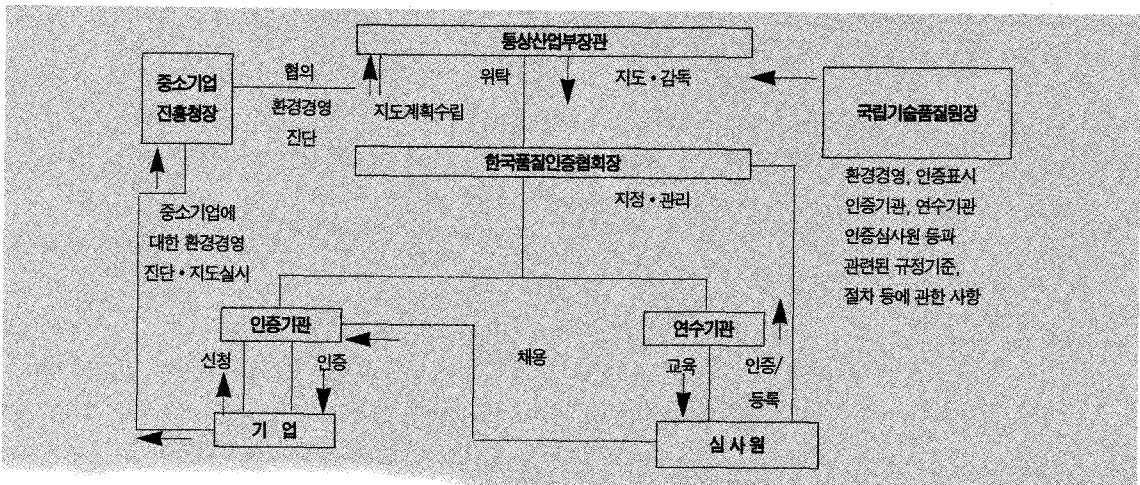 통상산업부장관
중소기업
진흥청장
협의
환경경영
진단
지도계획수립
위탁
지도•감독
국립기술품질원장
한국품질인증협회장
지정•관리
환경경영, 인증표시
인증기관, 연수기관
인증심사원 등과
관련된 규정기준,
절차 등에 관한 사항
중소기업에
대한 환경경영
진단•지도실시
인증기관
연수기관
신청
인증
채용
교육
인증/
등록
기 업
심 사 원